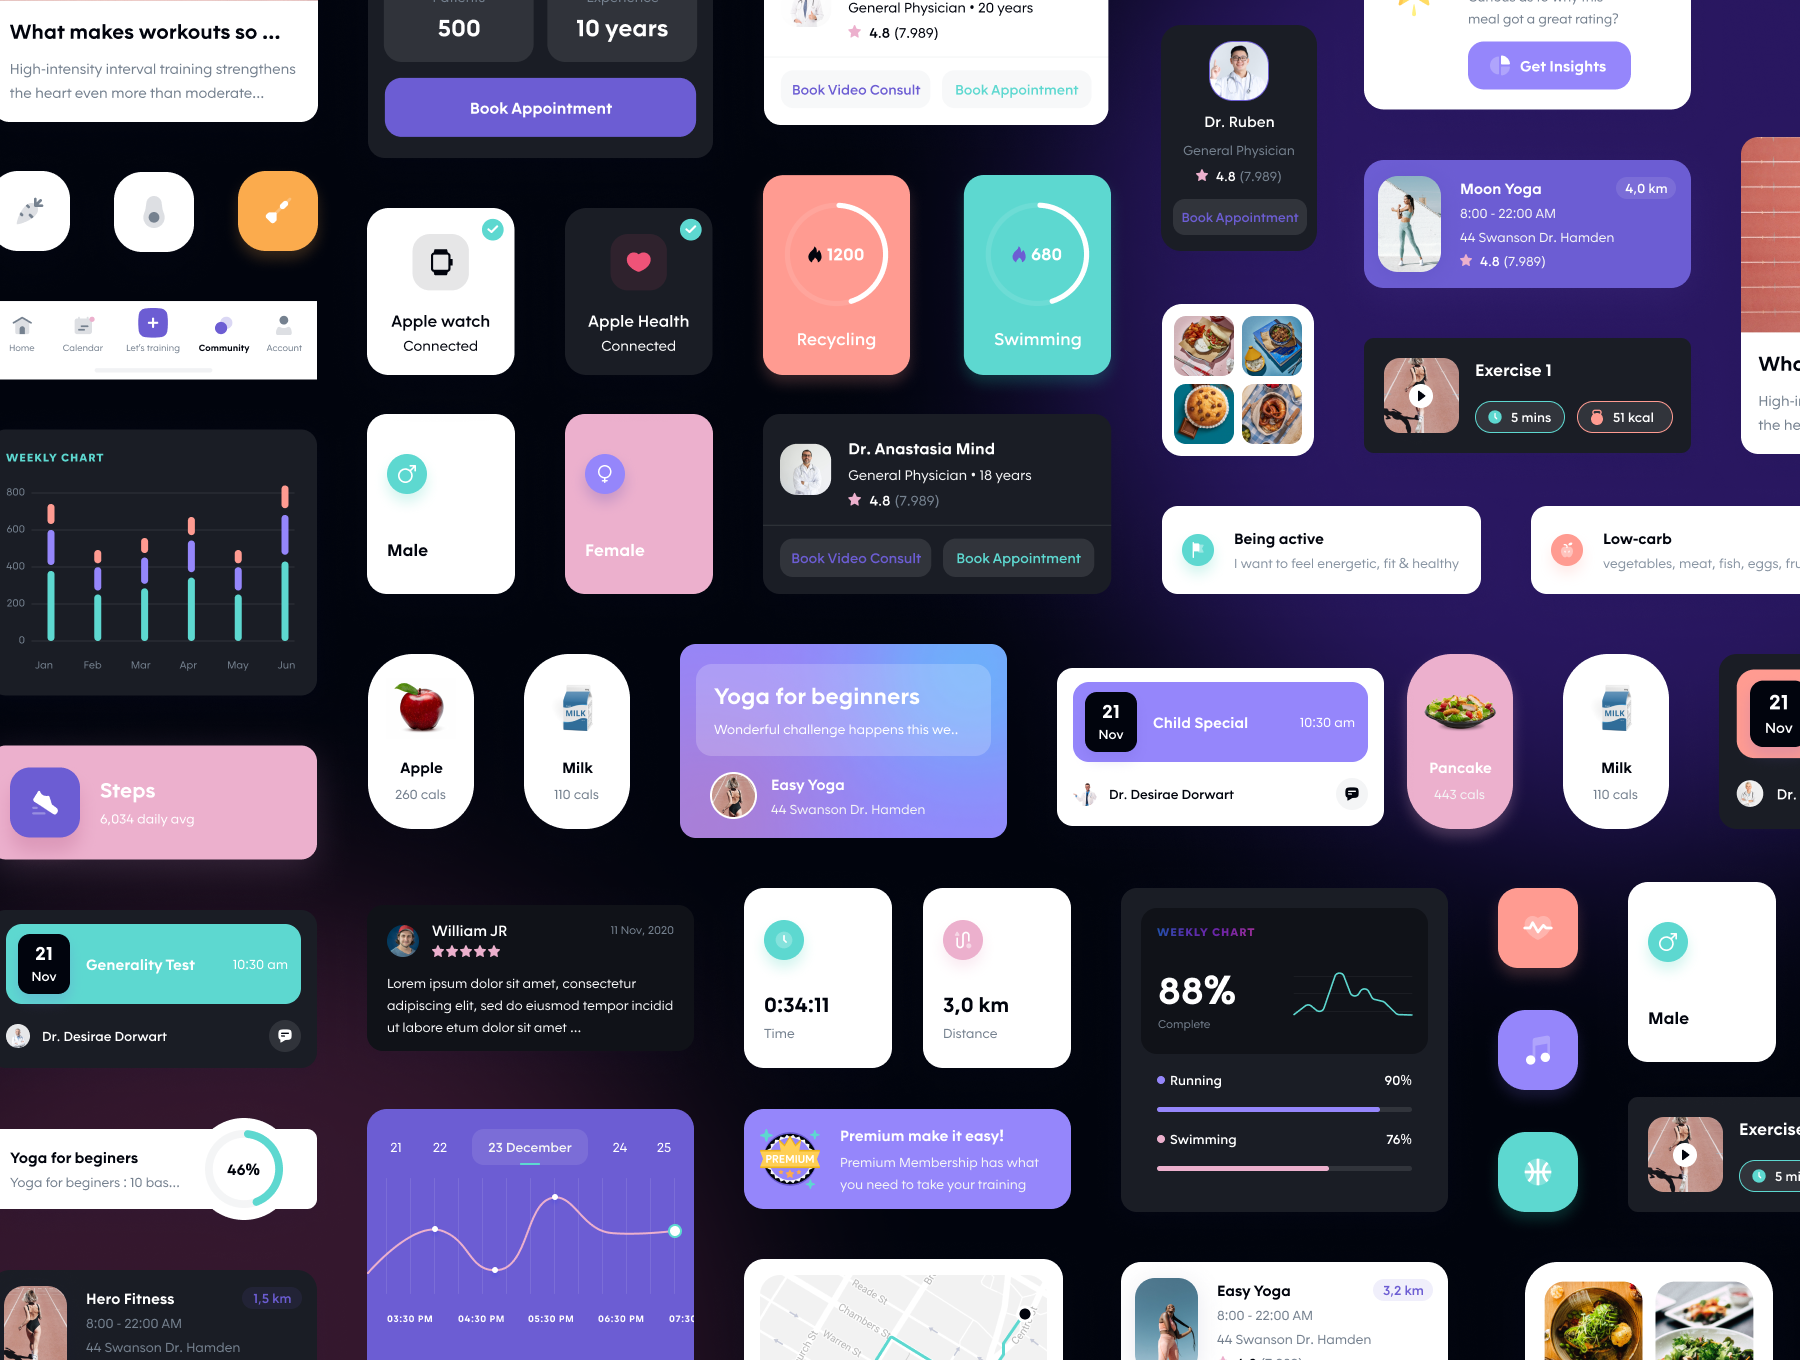 What makes workouts so ...
High-intensity interval training strengthens
the heart even more than moderate...
500
10 years
Book Appointment
General Physician • 20 years
4.8 (7.989)
Book Video Consult
Book Appointment
Dr. Ruben
General Physician
4.8 (7.989)
Book Appointment
meal got a great rating?
Get Insights
Moon Yoga
4,0 km
8:00 - 22:00 AM
44 Swanson Dr. Hamden
4.8 (7.989)
Home
Calendar
Let's training
Community
Account
Apple watch
Connected
Apple Health
Connected
1200
Recycling
680
Swimming
Exercise 1
5 mins
51 kcal
the he
WEEKLY CHART
800
600
400
200
0
Jan
Feb
Mar
Apr
May
Jun
Male
Female
Dr. Anastasia Mind
General Physician • 18 years
4.8 (7.989)
Book Video Consult
Book Appointment
Being active
I want to feel energetic, fit & healthy
Low-carb
vegetables, meat, fish, eggs, fru
Steps
6,034 daily avg
Apple
260 cals
MILK
Milk
110 cals
Yoga for beginners
Wonderful challenge happens this we..
Easy Yoga
44 Swanson Dr. Hamden
21
Nov
Child Special
10:30 am
Dr. Desirae Dorwart
Pancake
443 cals
MILK
Milk
110 cals
21
Nov
Dr.
21
Nov
Generality Test
10:30 am
Dr. Desirae Dorwart
William JR
11 Nov, 2020
Lorem ipsum dolor sit amet, consectetur
adipiscing elit, sed do eiusmod tempor incidid
ut labore etum dolor sit amet ...
0:34:11
Time
3,0 km
Distance
WEEKLY CHART
88%
Complete
Running
90%
Swimming
76%
Male
Yoga for beginers
Yoga for beginers : 10 bas...
46%
21
22
23 December
24
25
03:30 PM
04:30 PM
05:30 PM
06:30 PM
07:30
PREMIUM
Premium make it easy!
Premium Membership has what
you need to take your training
Exercise
5 mi
Hero Fitness
1,5 km
8:00 - 22:00 AM
44 Swanson Dr. Hamden
Reade St
Chambers St
Warren St
Easy Yoga
3,2 km
8:00 - 22:00 AM
44 Swanson Dr. Hamden